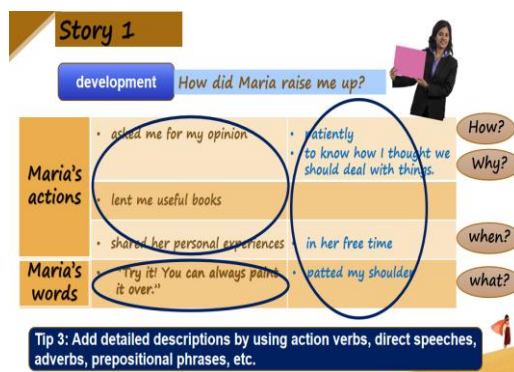 Story 1
development
How did Maria raise me up?
Maria's actions
• asked me for my opinion
• patiently
• to know how I thought we should deal with things.
How?
Why?
• lent me useful books
• shared her personal experiences
• in her free time
when?
Maria's words
• "Try it! You can always paint it over."
• patted my shoulder
what?
Tip 3: Add detailed descriptions by using action verbs, direct speeches,
adverbs, prepositional phrases, etc.